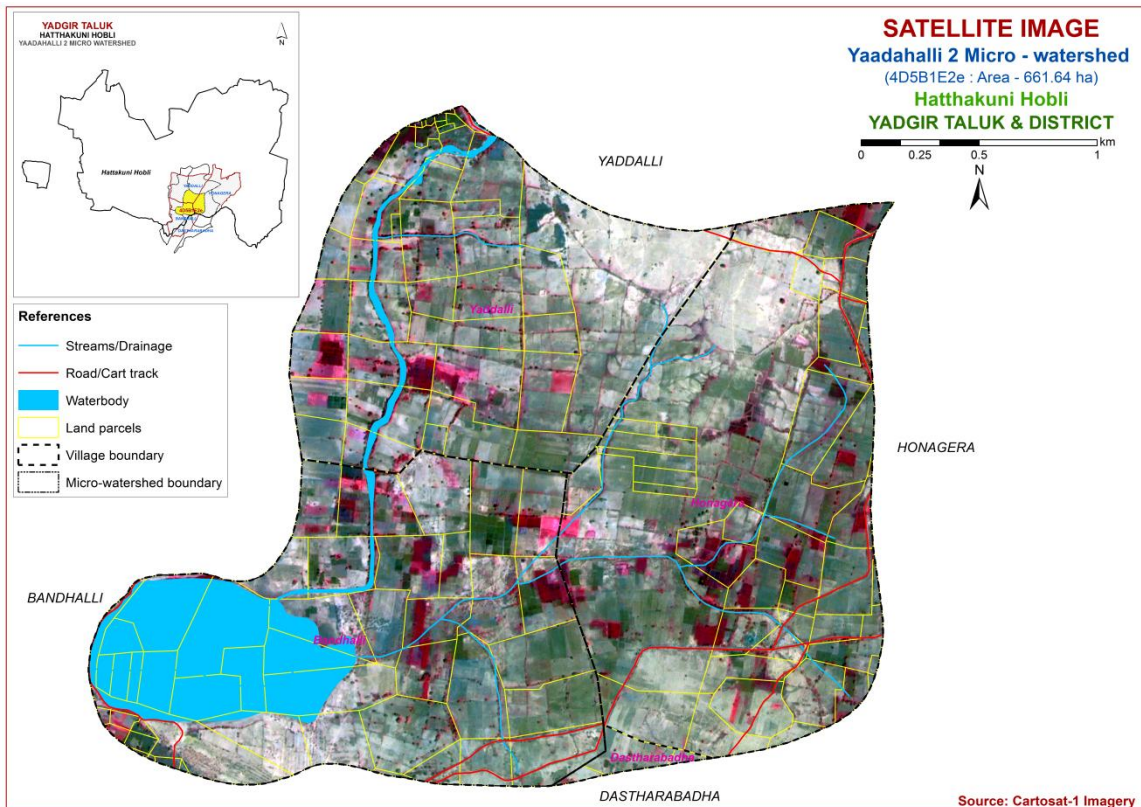 YADGIR TALUK
HATTHAKUNI HOBLI
YAADAHALLI 2 MICRO WATERSHED
N
Hattakuni Hobli
YADDALLI
HONAGERA
4D5B1E2e
SATELLITE IMAGE
Yaadahalli 2 Micro - watershed
(4D5B1E2e : Area - 661.64 ha)
Hatthakuni Hobli
YADGIR TALUK & DISTRICT
km
0 0.25 0.5 1
N
References
Streams/Drainage
Road/Cart track
Waterbody
Land parcels
Village boundary
Micro-watershed boundary
YADDALLI
Yaddalli
HONAGERA
Honagera
BANDHALLI
Bandhalli
Dastharabadha
DASTHARABADHA
Source: Cartosat-1 Imagery